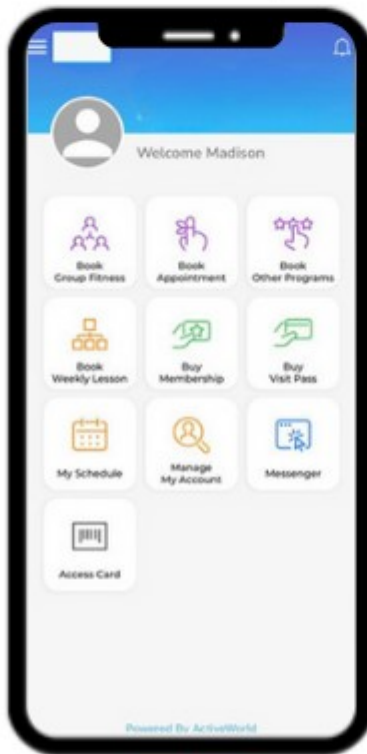 Welcome Madison
Book
Group Fitness
Book
Appointment
Book
Other Programs
Book
Weekly Lesson
Buy
Membership
Buy
Visit Pass
My Schedule
Manage
My Account
Messenger
Access Card
Powered By ActiveWorld